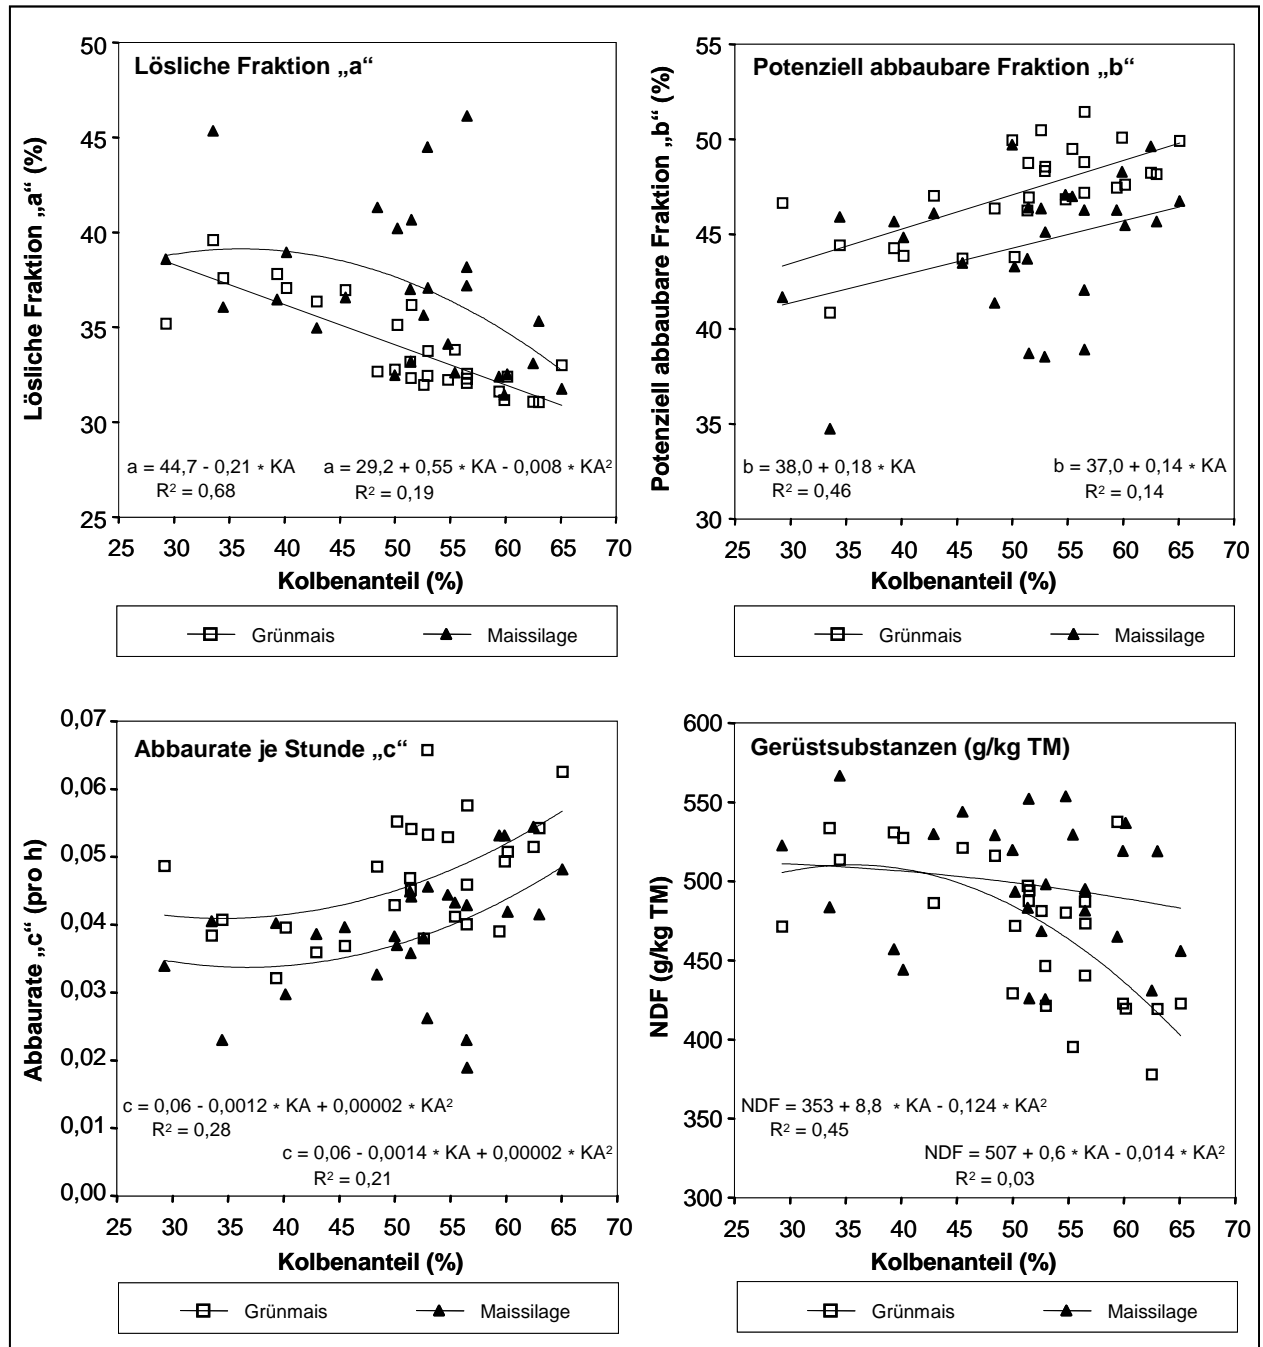 Lösliche Fraktion „a“
Lösliche Fraktion „a“ (%)
50
45
40
35
30
25
a = 44,7 - 0,21 * KA
R² = 0,68
a = 29,2 + 0,55 * KA - 0,008 * KA²
R² = 0,19
25 30 35 40 45 50 55 60 65 70
Kolbenanteil (%)
Grünmais Maissilage
Potenziell abbaubare Fraktion „b“
Potenziell abbaubare Fraktion „b“ (%)
55
50
45
40
35
30
b = 38,0 + 0,18 * KA
R² = 0,46
b = 37,0 + 0,14 * KA
R² = 0,14
25 30 35 40 45 50 55 60 65 70
Kolbenanteil (%)
Grünmais Maissilage
Abbaurate je Stunde „c“
Abbaurate „c“ (pro h)
0,07
0,06
0,05
0,04
0,03
0,02
0,01
0,00
c = 0,06 - 0,0012 * KA + 0,00002 * KA²
R² = 0,28
c = 0,06 - 0,0014 * KA + 0,00002 * KA²
R² = 0,21
25 30 35 40 45 50 55 60 65 70
Kolbenanteil (%)
Grünmais Maissilage
Gerüstsubstanzen (g/kg TM)
NDF (g/kg TM)
600
550
500
450
400
350
300
NDF = 353 + 8,8 * KA - 0,124 * KA²
R² = 0,45
NDF = 507 + 0,6 * KA - 0,014 * KA²
R² = 0,03
25 30 35 40 45 50 55 60 65 70
Kolbenanteil (%)
Grünmais Maissilage